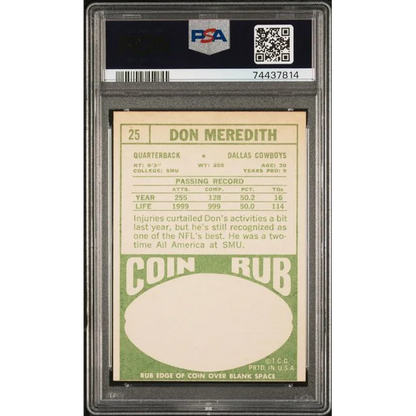 PSA
74437814
25 DON MEREDITH
QUARTERBACK * DALLAS COWBOYS
HT: 6'3" WT: 205 AGE: 30
COLLEGE: SMU YEARS PRO: 9
PASSING RECORD
ATTS. COMP. PCT. TDs
YEAR 255 128 50.2 16
LIFE 1999 999 50.0 114
Injuries curtailed Don's activities a bit
last year, but he's still recognized as
one of the NFL's best. He was a two-
time All America at SMU.
COIN RUB
© T.C.G.
PRTD. IN U.S.A.
RUB EDGE OF COIN OVER BLANK SPACE